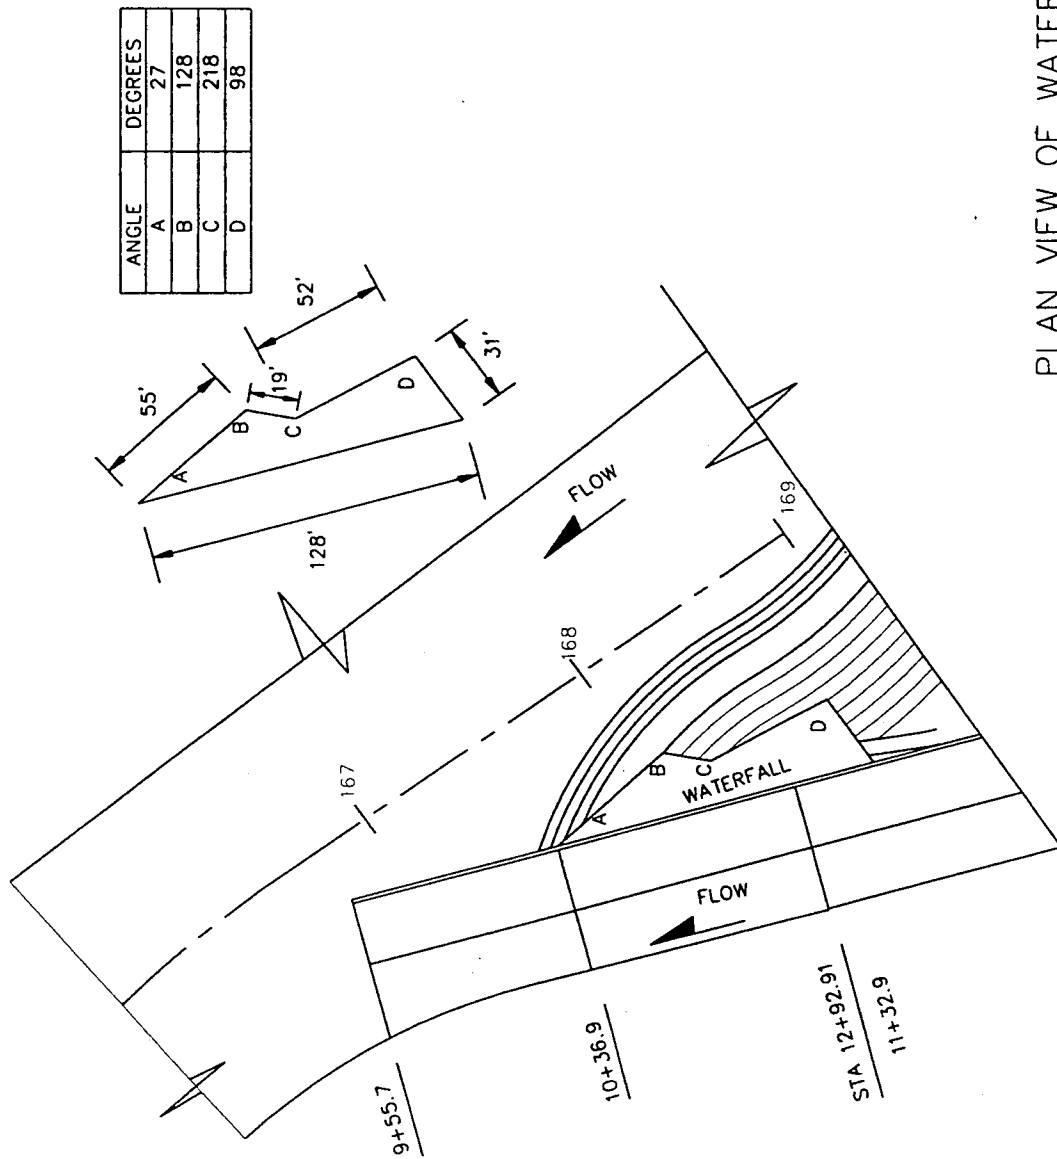 ANGLE DEGREES
A 27
B 128
C 218
D 98
55'
19'
52'
31'
128'
A
B
C
D
FLOW
167
168
169
A
B
C
D
WATERFALL
FLOW
9+55.7
10+36.9
STA 12+92.91
11+32.9
PLAN VIEW OF WATER